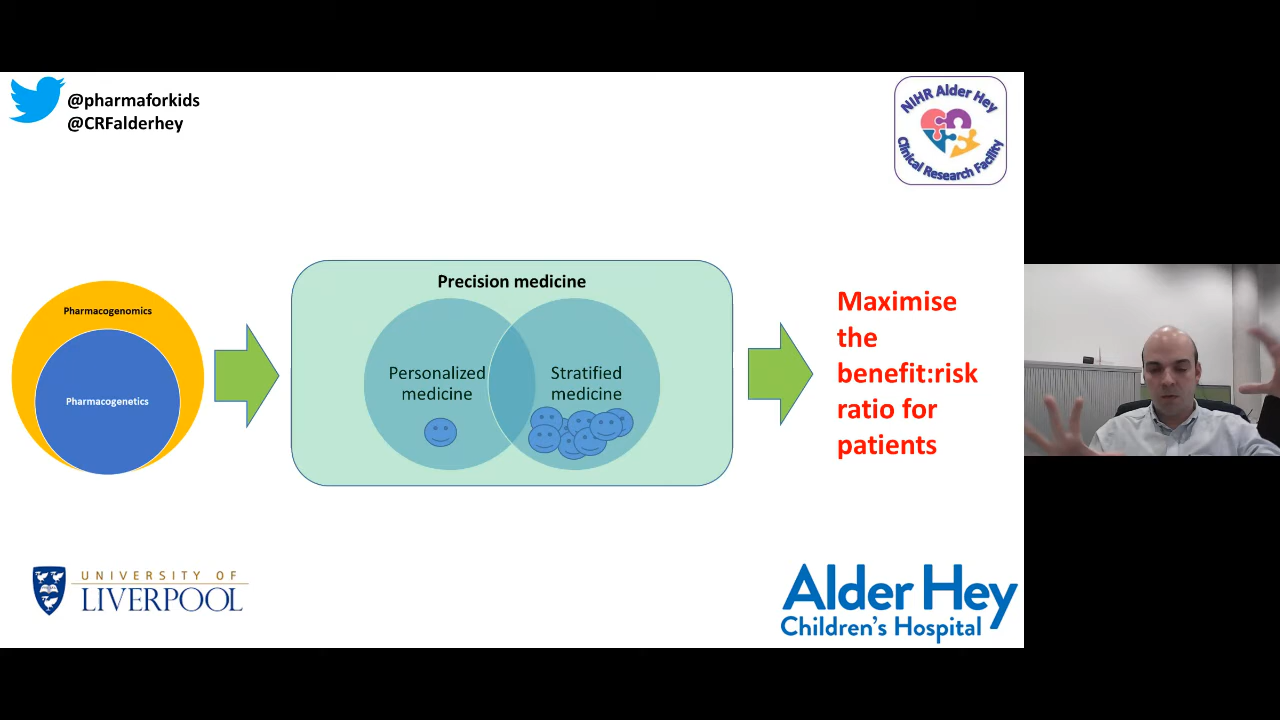 @pharmaforkids
@CRFalderhey
NIHR Alder Hey
Clinical Research Facility
Pharmacogenomics
Pharmacogenetics
Precision medicine
Personalized
medicine
Stratified
medicine
Maximise
the
benefit:risk
ratio for
patients
UNIVERSITY OF
LIVERPOOL
Alder Hey
Children's Hospital